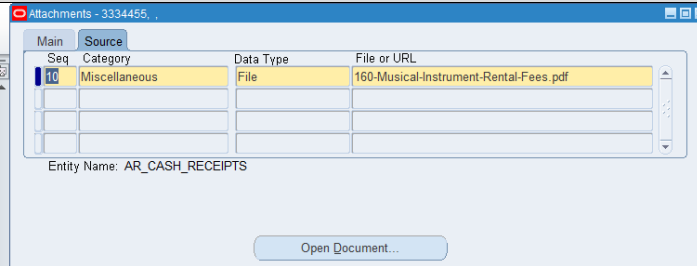 Attachments - 3334455, ,
Main Source
Seq Category Data Type File or URL
10 Miscellaneous File 160-Musical-Instrument-Rental-Fees.pdf
Entity Name: AR_CASH_RECEIPTS
Open Document...